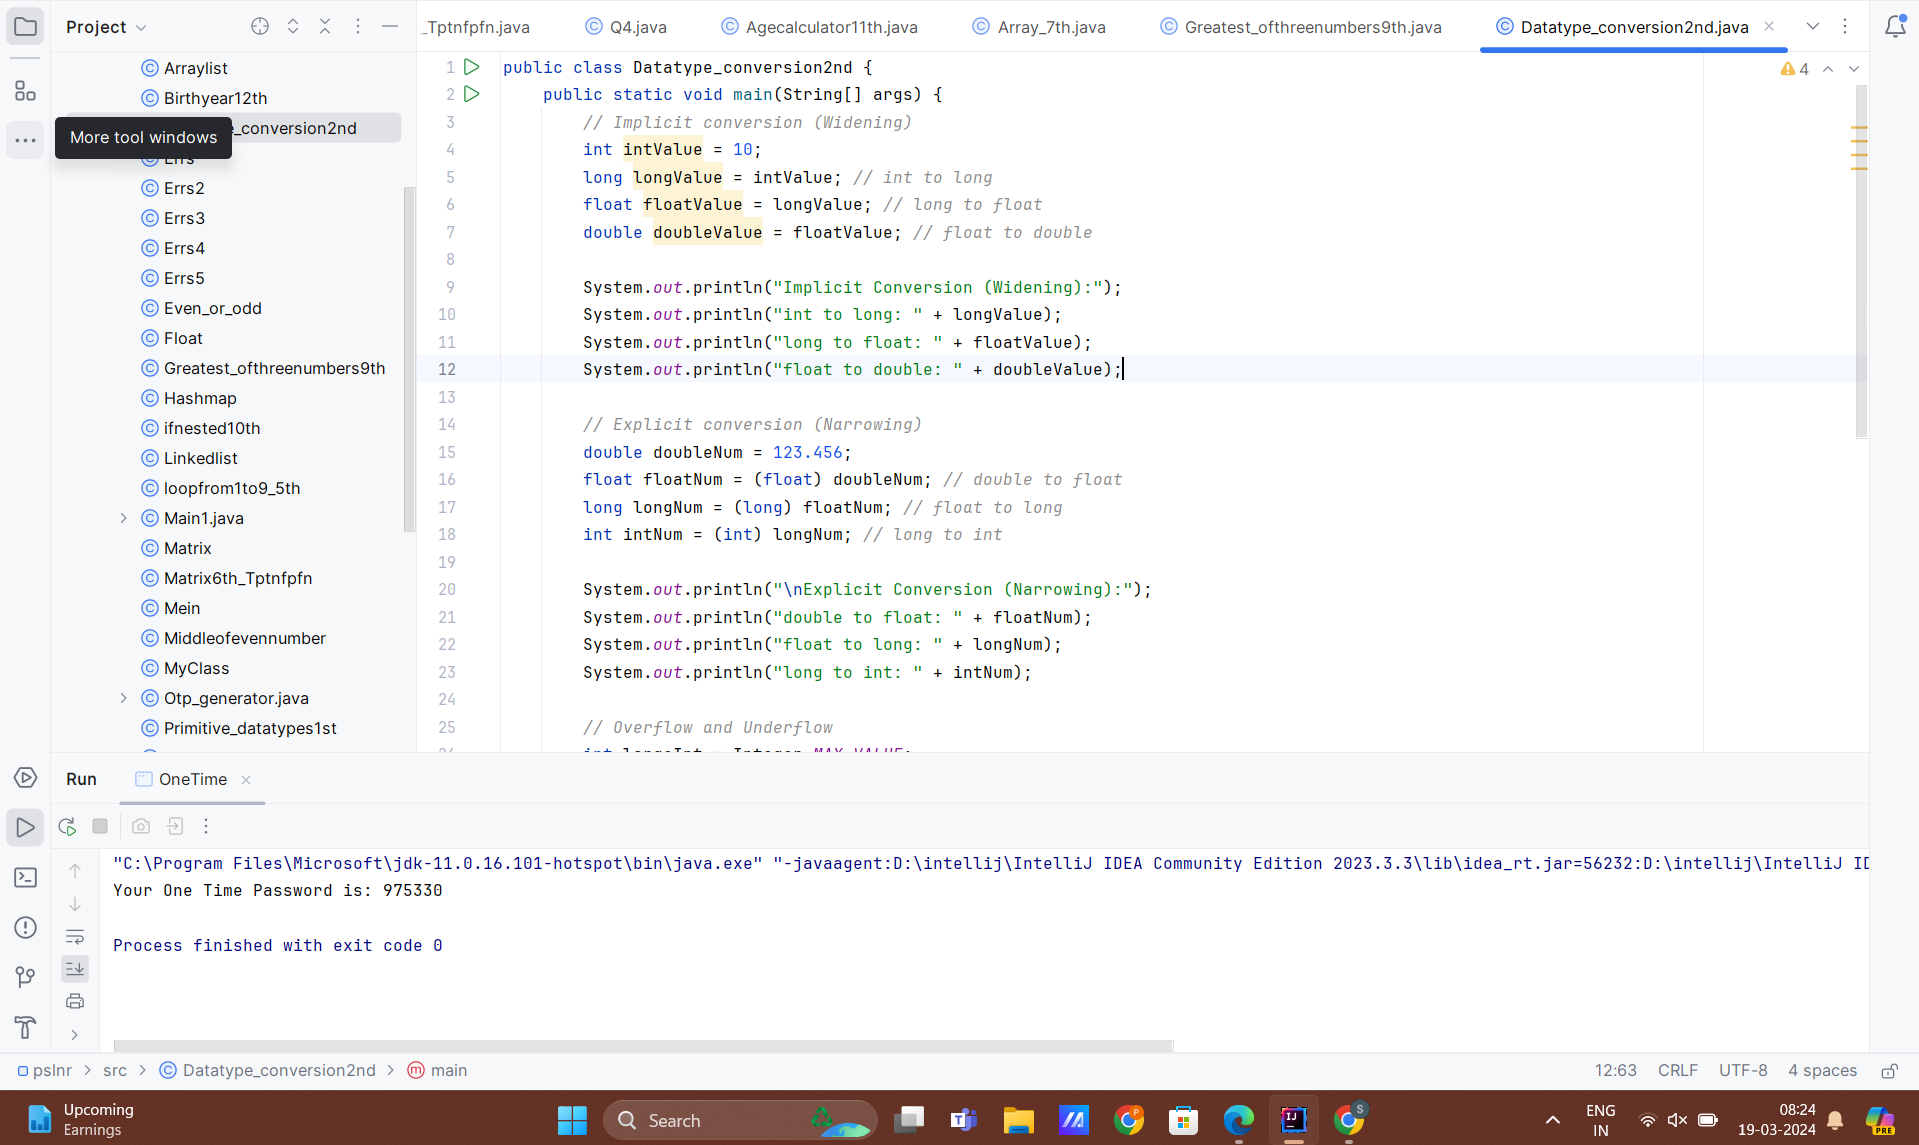 Project
_Tptnfpfn.java
Q4.java
Agecalculator11th.java
Array_7th.java
Greatest_ofthreenumbers9th.java
Datatype_conversion2nd.java
Arraylist
Birthyear12th
e_conversion2nd
More tool windows
Errs
Errs2
Errs3
Errs4
Errs5
Even_or_odd
Float
Greatest_ofthreenumbers9th
Hashmap
ifnested10th
Linkedlist
loopfrom1to9_5th
Main1.java
Matrix
Matrix6th_Tptnfpfn
Mein
Middleofevennumber
MyClass
Otp_generator.java
Primitive_datatypes1st
4
1 public class Datatype_conversion2nd {
2 public static void main(String[] args) {
3 // Implicit conversion (Widening)
4 int intValue = 10;
5 long longValue = intValue; // int to long
6 float floatValue = longValue; // long to float
7 double doubleValue = floatValue; // float to double
8
9 System.out.println("Implicit Conversion (Widening):");
10 System.out.println("int to long: " + longValue);
11 System.out.println("long to float: " + floatValue);
12 System.out.println("float to double: " + doubleValue);
13
14 // Explicit conversion (Narrowing)
15 double doubleNum = 123.456;
16 float floatNum = (float) doubleNum; // double to float
17 long longNum = (long) floatNum; // float to long
18 int intNum = (int) longNum; // long to int
19
20 System.out.println("\nExplicit Conversion (Narrowing):");
21 System.out.println("double to float: " + floatNum);
22 System.out.println("float to long: " + longNum);
23 System.out.println("long to int: " + intNum);
24
25 // Overflow and Underflow
Run
OneTime
"C:\Program Files\Microsoft\jdk-11.0.16.101-hotspot\bin\java.exe" "-javaagent:D:\intellij\IntelliJ IDEA Community Edition 2023.3.3\lib\idea_rt.jar=56232:D:\intellij\IntelliJ ID
Your One Time Password is: 975330
Process finished with exit code 0
pslnr > src > Datatype_conversion2nd > main
12:63 CRLF UTF-8 4 spaces
Upcoming
Earnings
Search
ENG
IN
08:24
19-03-2024
PRE